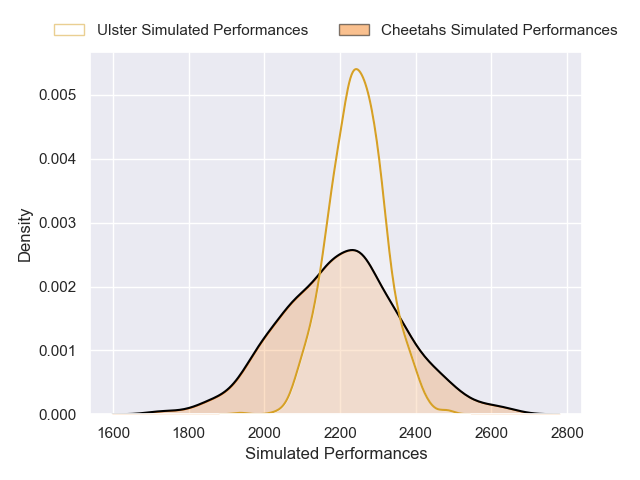 Ulster Simulated Performances Cheetahs Simulated Performances
0.005
0.004
0.003
0.002
0.001
0.000
Density
1600 1800 2000 2200 2400 2600 2800
Simulated Performances